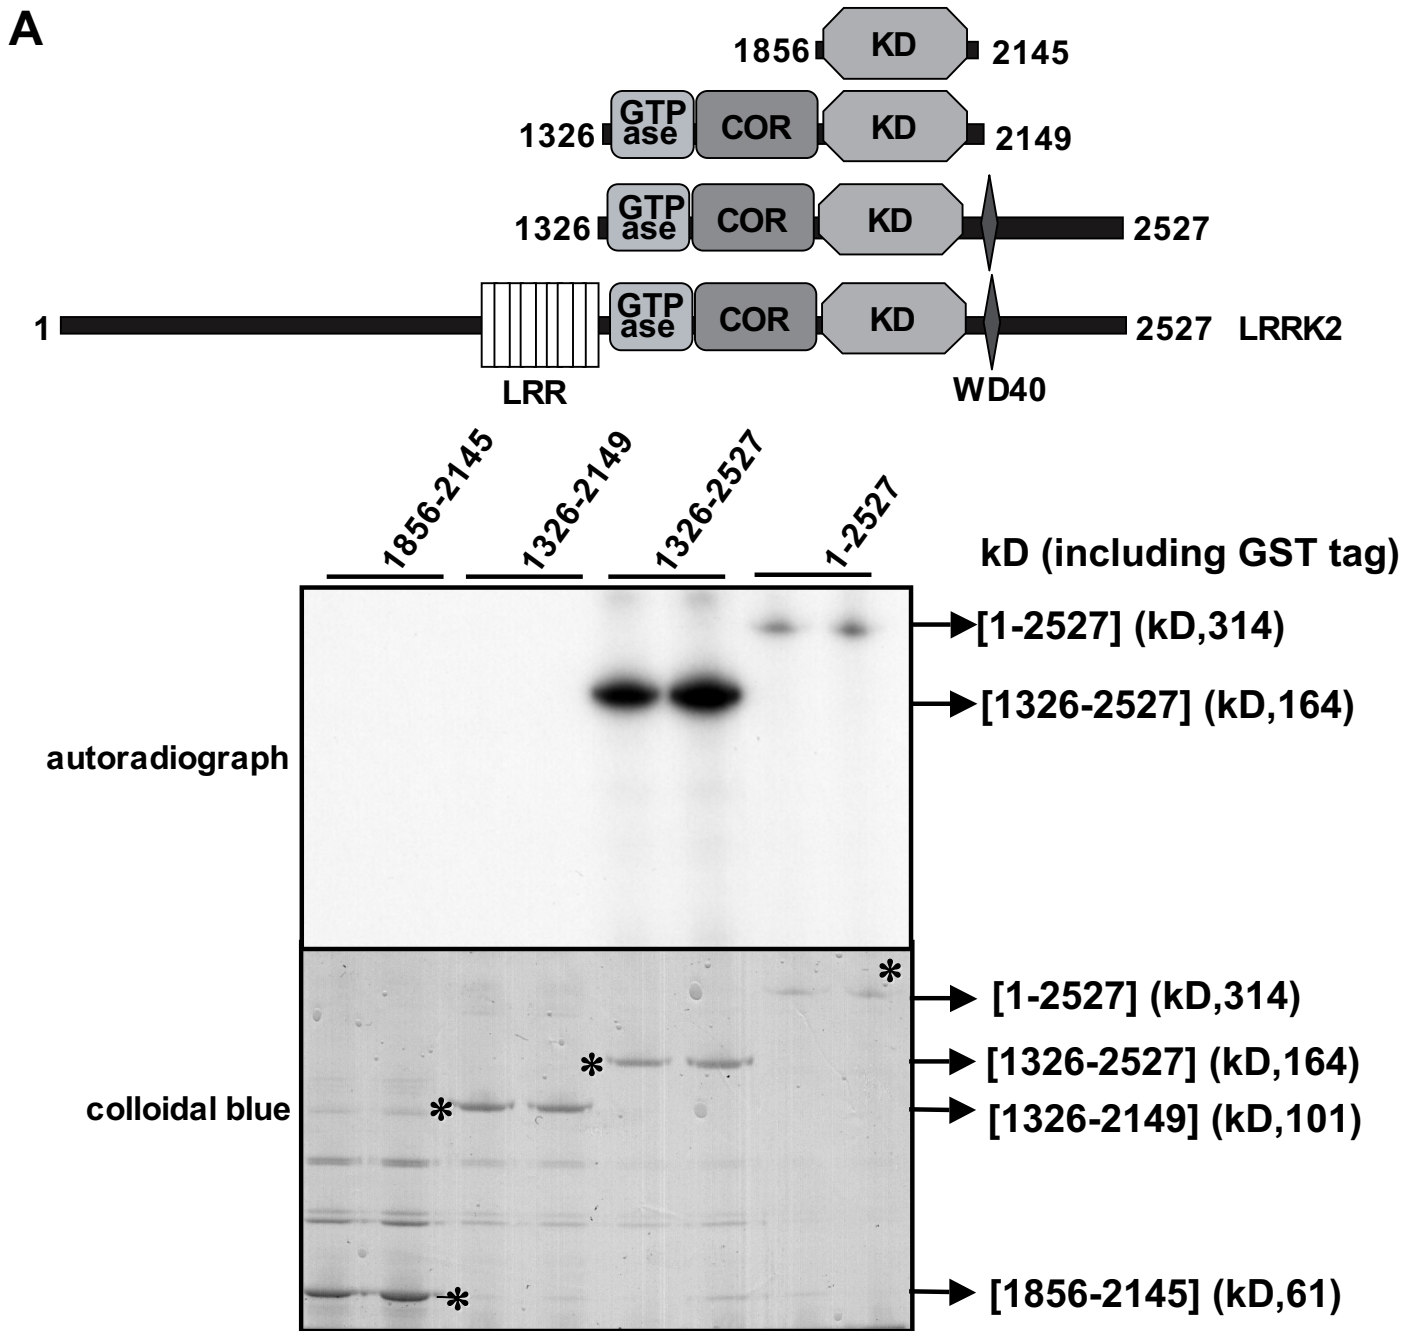 A
1856 KD 2145
1326 GTP ase COR KD 2149
1326 GTP ase COR KD 2527
1 GTP ase COR KD 2527 LRRK2
LRR WD40
1856-2145 1326-2149 1326-2527 1-2527
kD (including GST tag)
[1-2527] (kD,314)
[1326-2527] (kD,164)
autoradiograph
*
[1-2527] (kD,314)
* [1326-2527] (kD,164)
colloidal blue * [1326-2149] (kD,101)
* [1856-2145] (kD,61)